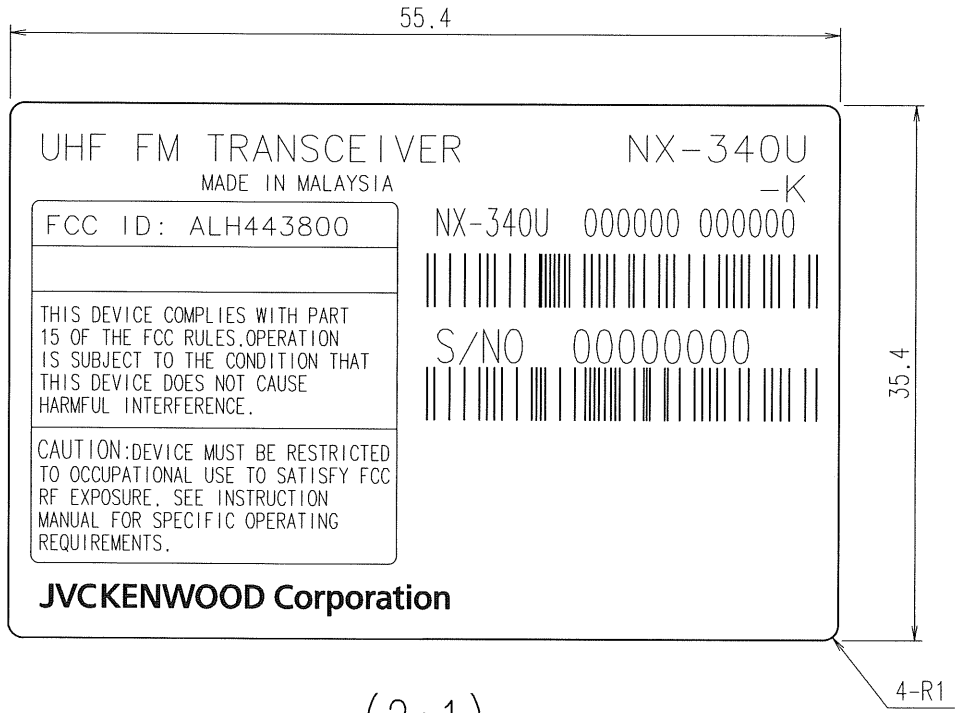 55.4
UHF FM TRANSCEIVER
NX-340U
-K
MADE IN MALAYSIA
FCC ID: ALH443800
NX-340U 000000 000000
THIS DEVICE COMPLIES WITH PART
15 OF THE FCC RULES.OPERATION
IS SUBJECT TO THE CONDITION THAT
THIS DEVICE DOES NOT CAUSE
HARMFUL INTERFERENCE.
S/NO 00000000
35.4
CAUTION:DEVICE MUST BE RESTRICTED
TO OCCUPATIONAL USE TO SATISFY FCC
RF EXPOSURE. SEE INSTRUCTION
MANUAL FOR SPECIFIC OPERATING
REQUIREMENTS.
JVCKENWOOD Corporation
4-R1